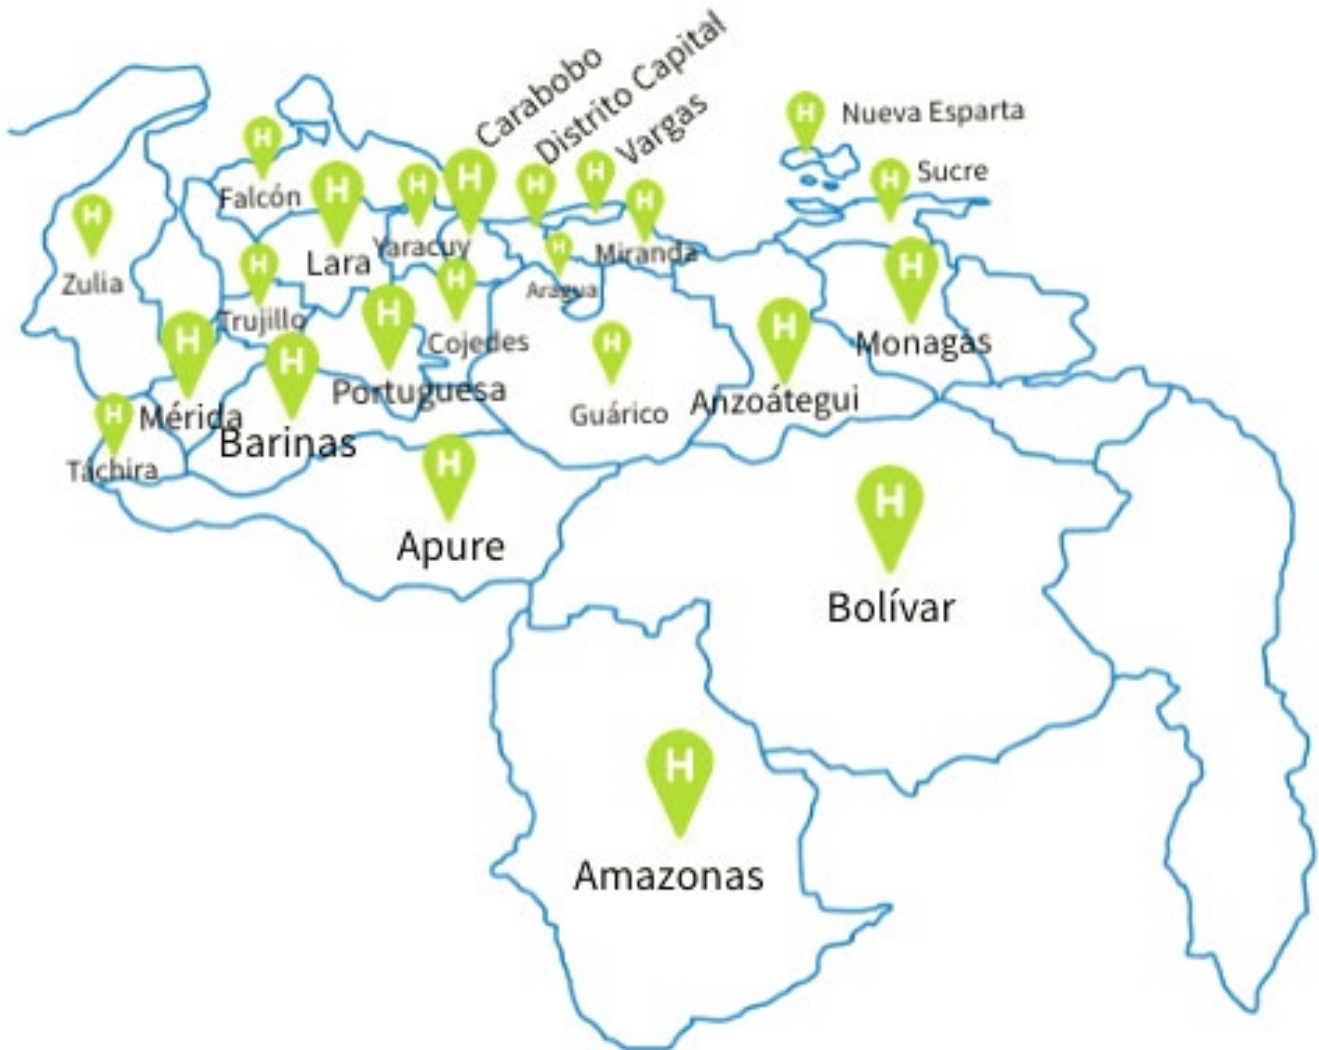 Carabobo
Distrito Capital
Vargas
H Nueva Esparta
H Falcón
H Lara
H Yaracuy
H
H
H
H Miranda
H Sucre
H Zulia
H Aragua
H Trujillo
H Cojedes
H Monagas
H Mérida
H Barinas
H Portuguesa
H Guárico
H Anzoátegui
H Táchira
H Apure
H Bolívar
H Amazonas